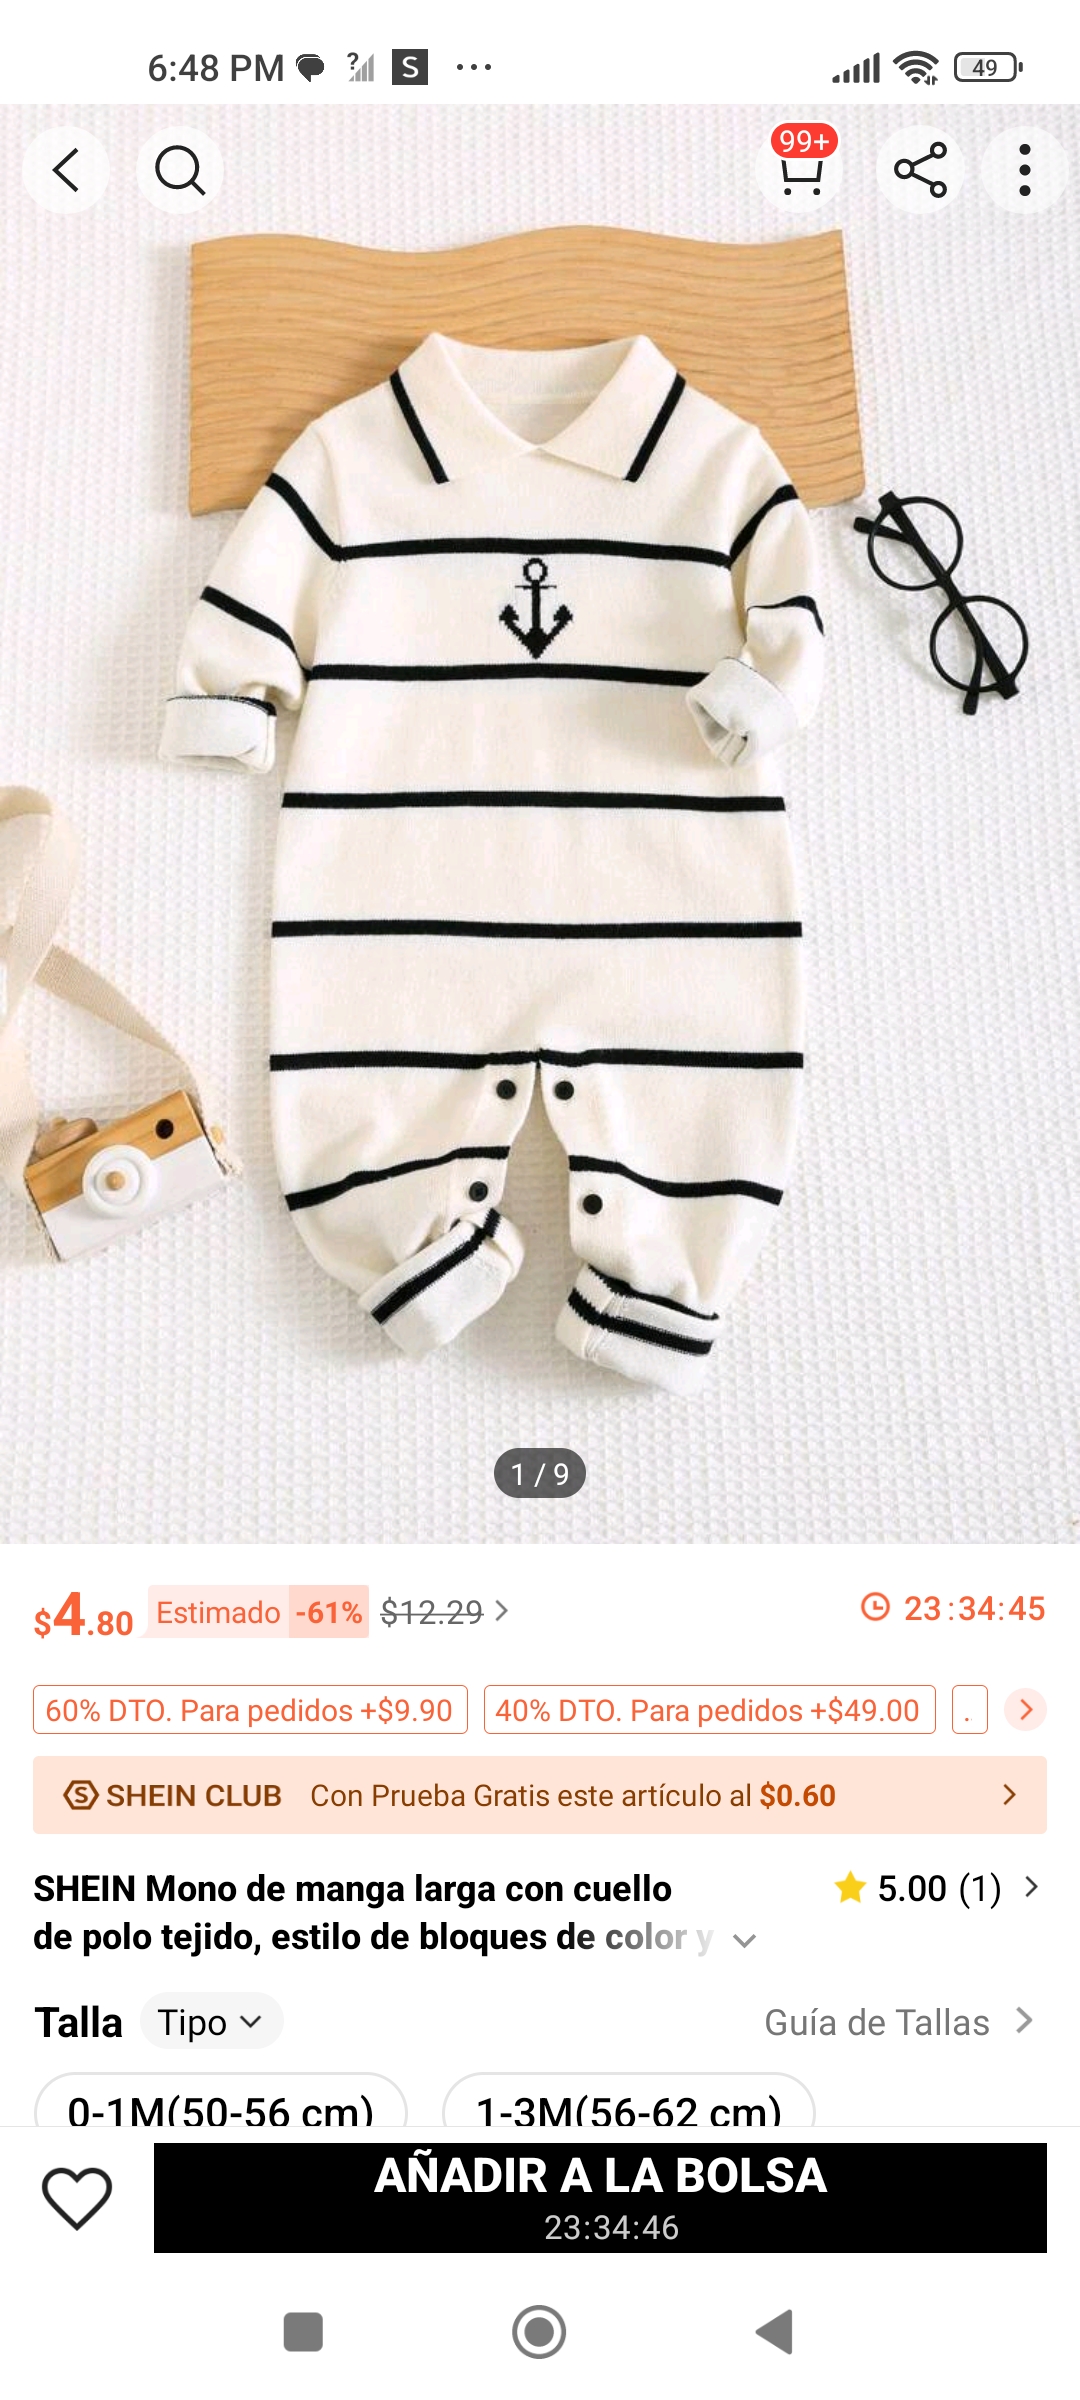 6:48 PM ? S ... 49
99+
1 / 9
$4.80 Estimado -61% $12.29 23:34:45
60% DTO. Para pedidos +$9.90 40% DTO. Para pedidos +$49.00 .
S SHEIN CLUB Con Prueba Gratis este artículo al $0.60
SHEIN Mono de manga larga con cuello 5.00 (1)
de polo tejido, estilo de bloques de color y
Talla Tipo Guía de Tallas
0-1M(50-56 cm) 1-3M(56-62 cm)
AÑADIR A LA BOLSA
23:34:46